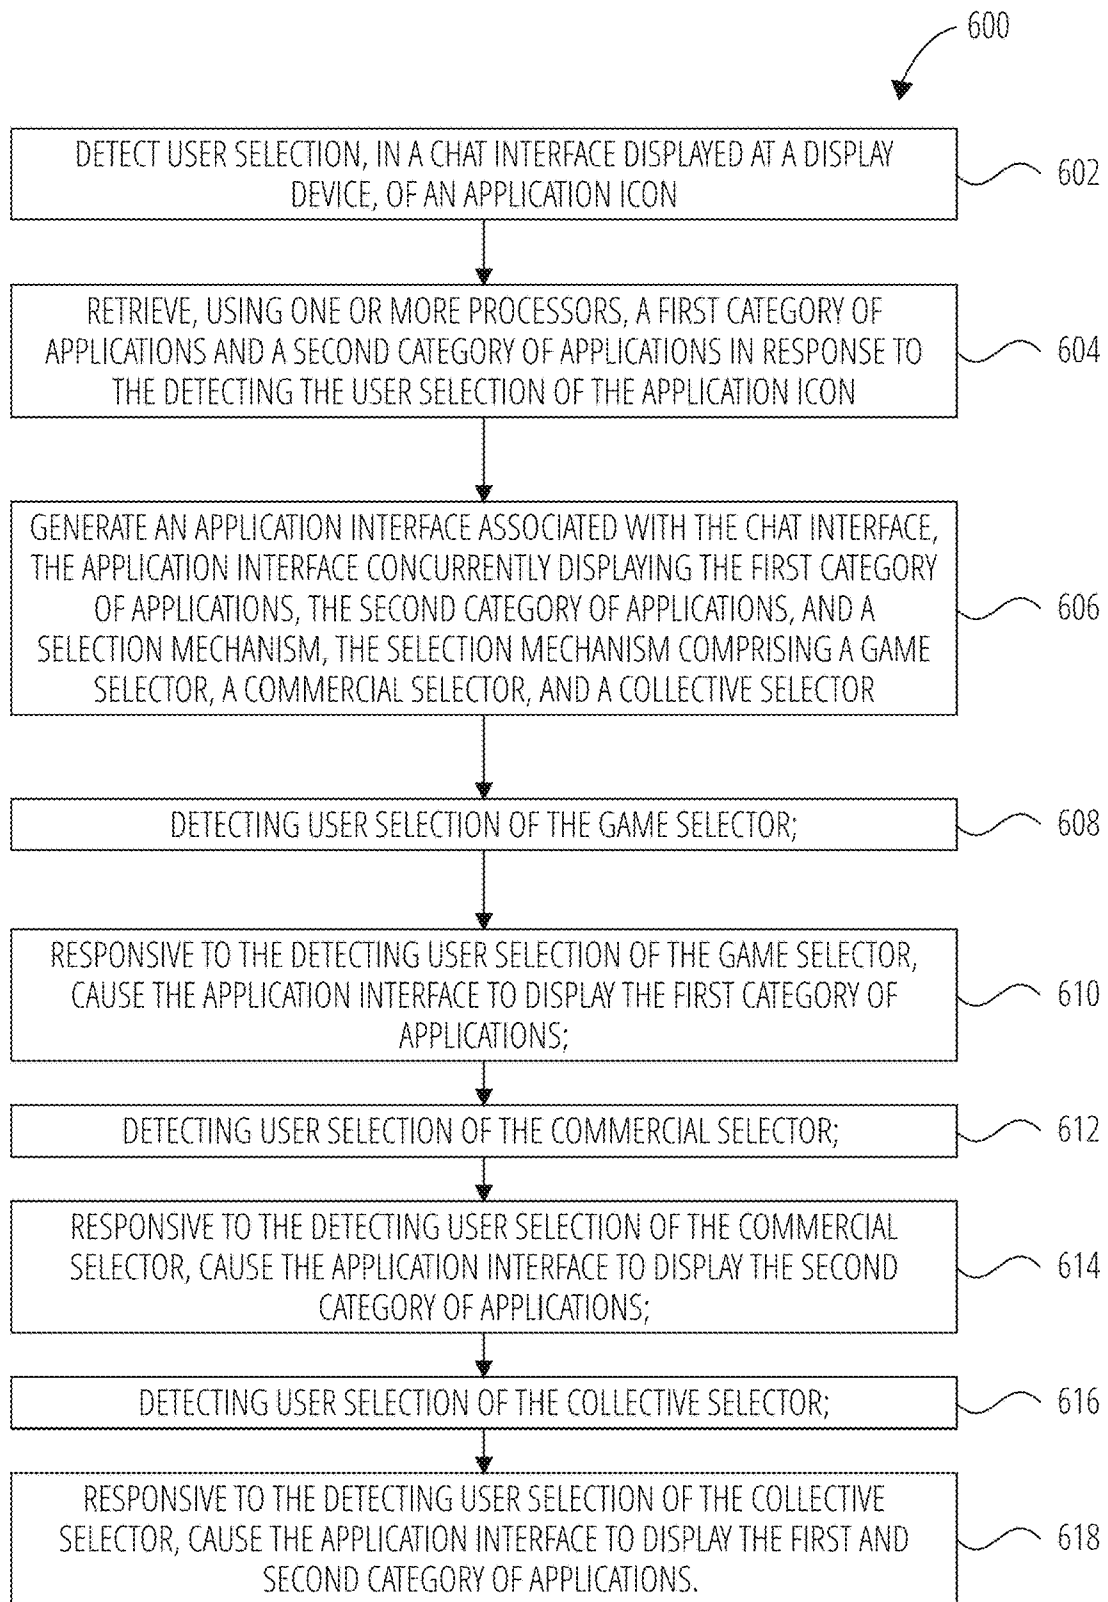 600
DETECT USER SELECTION, IN A CHAT INTERFACE DISPLAYED AT A DISPLAY
DEVICE, OF AN APPLICATION ICON
602
RETRIEVE, USING ONE OR MORE PROCESSORS, A FIRST CATEGORY OF
APPLICATIONS AND A SECOND CATEGORY OF APPLICATIONS IN RESPONSE TO
THE DETECTING THE USER SELECTION OF THE APPLICATION ICON
604
GENERATE AN APPLICATION INTERFACE ASSOCIATED WITH THE CHAT INTERFACE,
THE APPLICATION INTERFACE CONCURRENTLY DISPLAYING THE FIRST CATEGORY
OF APPLICATIONS, THE SECOND CATEGORY OF APPLICATIONS, AND A
SELECTION MECHANISM, THE SELECTION MECHANISM COMPRISING A GAME
SELECTOR, A COMMERCIAL SELECTOR, AND A COLLECTIVE SELECTOR
606
DETECTING USER SELECTION OF THE GAME SELECTOR;
608
RESPONSIVE TO THE DETECTING USER SELECTION OF THE GAME SELECTOR,
CAUSE THE APPLICATION INTERFACE TO DISPLAY THE FIRST CATEGORY OF
APPLICATIONS;
610
DETECTING USER SELECTION OF THE COMMERCIAL SELECTOR;
612
RESPONSIVE TO THE DETECTING USER SELECTION OF THE COMMERCIAL
SELECTOR, CAUSE THE APPLICATION INTERFACE TO DISPLAY THE SECOND
CATEGORY OF APPLICATIONS;
614
DETECTING USER SELECTION OF THE COLLECTIVE SELECTOR;
616
RESPONSIVE TO THE DETECTING USER SELECTION OF THE COLLECTIVE
SELECTOR, CAUSE THE APPLICATION INTERFACE TO DISPLAY THE FIRST AND
SECOND CATEGORY OF APPLICATIONS.
618